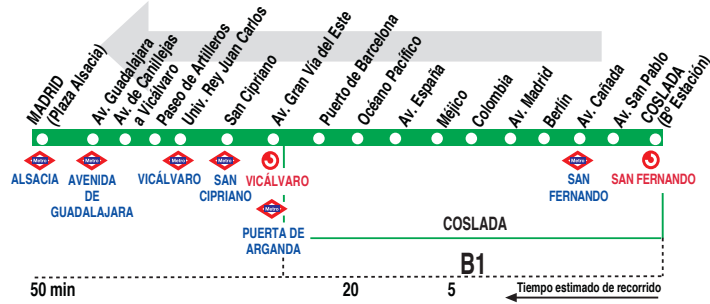 MADRID
(Plaza Alsacia)
Av. Guadalajara
Av. de Canillejas
a Vicálvaro
Paseo de Artilleros
Univ. Rey Juan Carlos
San Cipriano
Av. Gran Vía del Este
Puerto de Barcelona
Océano Pacífico
Av. España
Méjico
Colombia
Av. Madrid
Berlín
Av. Cañada
Av. San Pablo
COSLADA
(Bº Estación)
Metro
Metro
Metro
Metro
Metro
ALSACIA
AVENIDA
DE
GUADALAJARA
VICÁLVARO
SAN
CIPRIANO
VICÁLVARO
SAN
FERNANDO
SAN FERNANDO
Metro
PUERTA DE
ARGANDA
COSLADA
B1
50 min
20
5
Tiempo estimado de recorrido